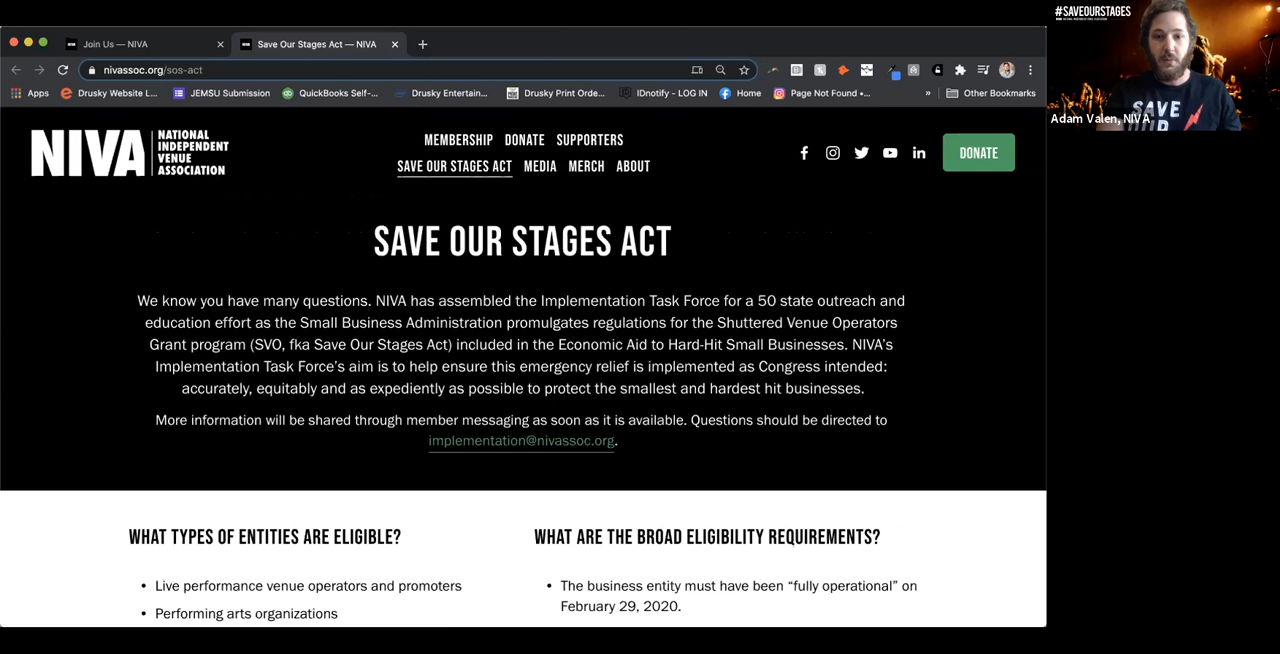 Join Us — NIVA
Save Our Stages Act — NIVA
nivassoc.org/sos-act
Apps
Drusky Website L...
JEMSU Submission
QuickBooks Self-...
Drusky Entertain...
Drusky Print Orde...
IDnotify - LOG IN
Home
Page Not Found •...
»
Other Bookmarks
NIVA
NATIONAL
INDEPENDENT
VENUE
ASSOCIATION
MEMBERSHIP DONATE SUPPORTERS
SAVE OUR STAGES ACT MEDIA MERCH ABOUT
DONATE
SAVE OUR STAGES ACT
We know you have many questions. NIVA has assembled the Implementation Task Force for a 50 state outreach and
education effort as the Small Business Administration promulgates regulations for the Shuttered Venue Operators
Grant program (SVO, fka Save Our Stages Act) included in the Economic Aid to Hard-Hit Small Businesses. NIVA’s
Implementation Task Force’s aim is to help ensure this emergency relief is implemented as Congress intended:
accurately, equitably and as expediently as possible to protect the smallest and hardest hit businesses.
More information will be shared through member messaging as soon as it is available. Questions should be directed to
implementation@nivassoc.org.
WHAT TYPES OF ENTITIES ARE ELIGIBLE?
• Live performance venue operators and promoters
• Performing arts organizations
WHAT ARE THE BROAD ELIGIBILITY REQUIREMENTS?
• The business entity must have been “fully operational” on
February 29, 2020.
#SAVEOURSTAGES
SAVE
OUR
Adam Valen, NIVA